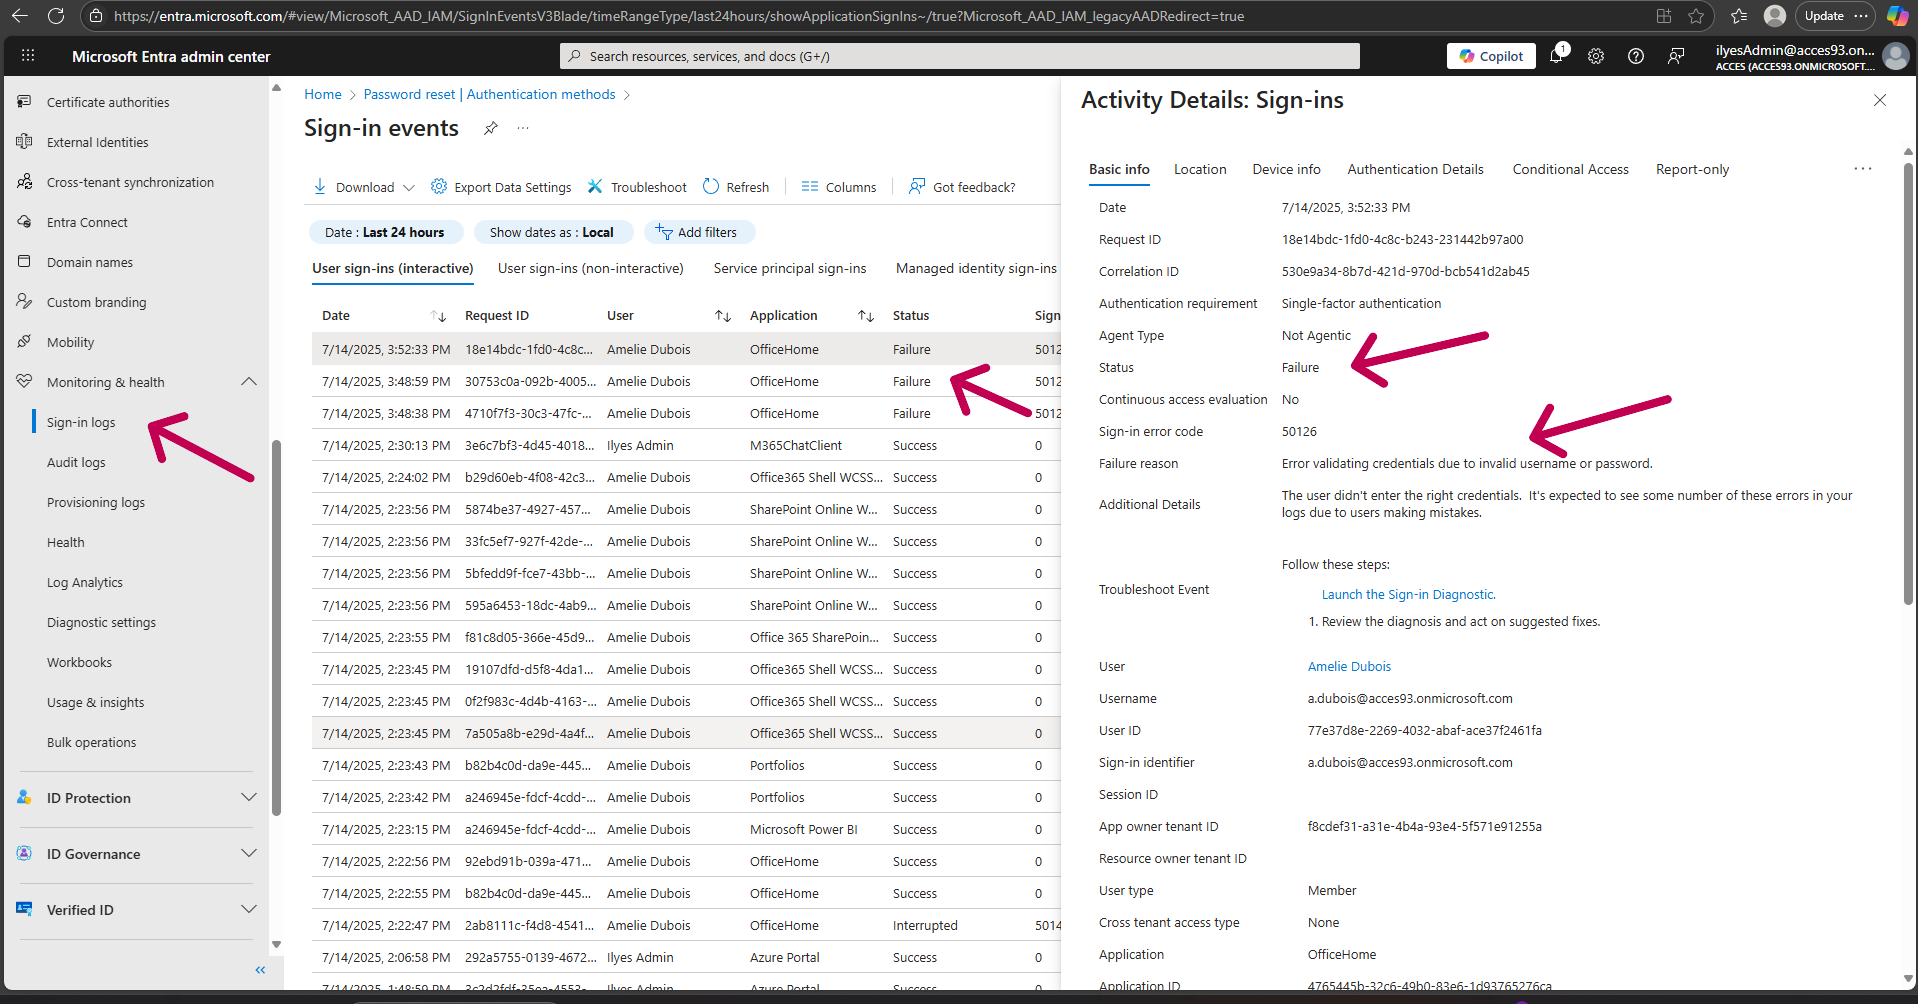 https://entra.microsoft.com/#view/Microsoft_AAD_IAM/SignInEventsV3Blade/timeRangeType/last24hours/showApplicationSignIns~/true?Microsoft_AAD_IAM_legacyAADRedirect=true
Update
Microsoft Entra admin center
Search resources, services, and docs (G+/)
Copilot
1
ilyesAdmin@acces93.on...
ACCES (ACCES93.ONMICROSOFT....
Certificate authorities
External Identities
Cross-tenant synchronization
Entra Connect
Domain names
Custom branding
Mobility
Monitoring & health
Sign-in logs
Audit logs
Provisioning logs
Health
Log Analytics
Diagnostic settings
Workbooks
Usage & insights
Bulk operations
ID Protection
ID Governance
Verified ID
Home > Password reset | Authentication methods >
Sign-in events
Download
Export Data Settings
Troubleshoot
Refresh
Columns
Got feedback?
Date : Last 24 hours
Show dates as : Local
Add filters
User sign-ins (interactive) User sign-ins (non-interactive) Service principal sign-ins Managed identity sign-ins
Date Request ID User Application Status Sign
7/14/2025, 3:52:33 PM 18e14bdc-1fd0-4c8c... Amelie Dubois OfficeHome Failure 5012
7/14/2025, 3:48:59 PM 30753c0a-092b-4005... Amelie Dubois OfficeHome Failure 5012
7/14/2025, 3:48:38 PM 4710f7f3-30c3-47fc-... Amelie Dubois OfficeHome Failure 5012
7/14/2025, 2:30:13 PM 3e6c7bf3-4d45-4018... Ilyes Admin M365ChatClient Success 0
7/14/2025, 2:24:02 PM b29d60eb-4f08-42c3... Amelie Dubois Office365 Shell WCSS... Success 0
7/14/2025, 2:23:56 PM 5874be37-4927-457... Amelie Dubois SharePoint Online W... Success 0
7/14/2025, 2:23:56 PM 33fc5ef7-927f-42de-... Amelie Dubois SharePoint Online W... Success 0
7/14/2025, 2:23:56 PM 5bfedd9f-fce7-43bb-... Amelie Dubois SharePoint Online W... Success 0
7/14/2025, 2:23:56 PM 595a6453-18dc-4ab9... Amelie Dubois SharePoint Online W... Success 0
7/14/2025, 2:23:55 PM f81c8d05-366e-45d9... Amelie Dubois Office 365 SharePoin... Success 0
7/14/2025, 2:23:45 PM 19107dfd-d5f8-4da1... Amelie Dubois Office365 Shell WCSS... Success 0
7/14/2025, 2:23:45 PM 0f2f983c-4d4b-4163-... Amelie Dubois Office365 Shell WCSS... Success 0
7/14/2025, 2:23:45 PM 7a505a8b-e29d-4a4f... Amelie Dubois Office365 Shell WCSS... Success 0
7/14/2025, 2:23:43 PM b82b4c0d-da9e-445... Amelie Dubois Portfolios Success 0
7/14/2025, 2:23:42 PM a246945e-fdcf-4cdd-... Amelie Dubois Portfolios Success 0
7/14/2025, 2:23:15 PM a246945e-fdcf-4cdd-... Amelie Dubois Microsoft Power BI Success 0
7/14/2025, 2:22:56 PM 92ebd91b-039a-471... Amelie Dubois OfficeHome Success 0
7/14/2025, 2:22:55 PM b82b4c0d-da9e-445... Amelie Dubois OfficeHome Success 0
7/14/2025, 2:22:47 PM 2ab8111c-f4d8-4541... Amelie Dubois OfficeHome Interrupted 5014
7/14/2025, 2:06:58 PM 292a5755-0139-4672... Ilyes Admin Azure Portal Success 0
7/14/2025, 1:48:59 PM 3c2d2fdf-35ea-4553-... Ilyes Admin Azure Portal Success 0
Activity Details: Sign-ins
Basic info Location Device info Authentication Details Conditional Access Report-only
Date 7/14/2025, 3:52:33 PM
Request ID 18e14bdc-1fd0-4c8c-b243-231442b97a00
Correlation ID 530e9a34-8b7d-421d-970d-bcb541d2ab45
Authentication requirement Single-factor authentication
Agent Type Not Agentic
Status Failure
Continuous access evaluation No
Sign-in error code 50126
Failure reason Error validating credentials due to invalid username or password.
Additional Details The user didn't enter the right credentials. It's expected to see some number of these errors in your
logs due to users making mistakes.
Troubleshoot Event Follow these steps:
Launch the Sign-in Diagnostic.
1. Review the diagnosis and act on suggested fixes.
User Amelie Dubois
Username a.dubois@acces93.onmicrosoft.com
User ID 77e37d8e-2269-4032-abaf-ace37f2461fa
Sign-in identifier a.dubois@acces93.onmicrosoft.com
Session ID
App owner tenant ID f8cdef31-a31e-4b4a-93e4-5f571e91255a
Resource owner tenant ID
User type Member
Cross tenant access type None
Application OfficeHome
Application ID 4765445b-32c6-49b0-83e6-1d93765276ca